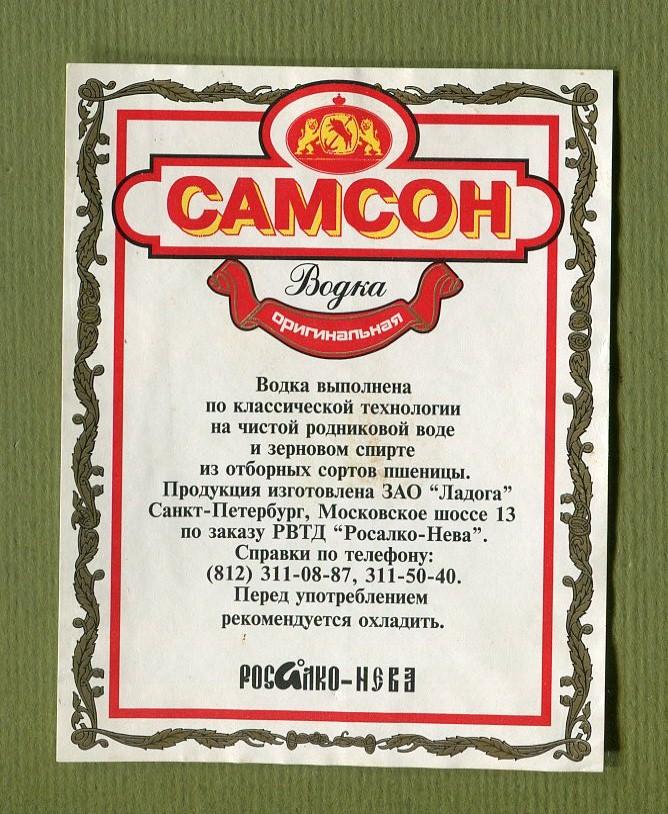 САМСОН
Водка
оригинальная
Водка выполнена
по классической технологии
на чистой родниковой воде
и зерновом спирте
из отборных сортов пшеницы.
Продукция изготовлена ЗАО “Ладога”
Санкт-Петербург, Московское шоссе 13
по заказу РВТД “Росалко-Нева”.
Справки по телефону:
(812) 311-08-87, 311-50-40.
Перед употреблением
рекомендуется охладить.
РОСАЛКО-НЕВА